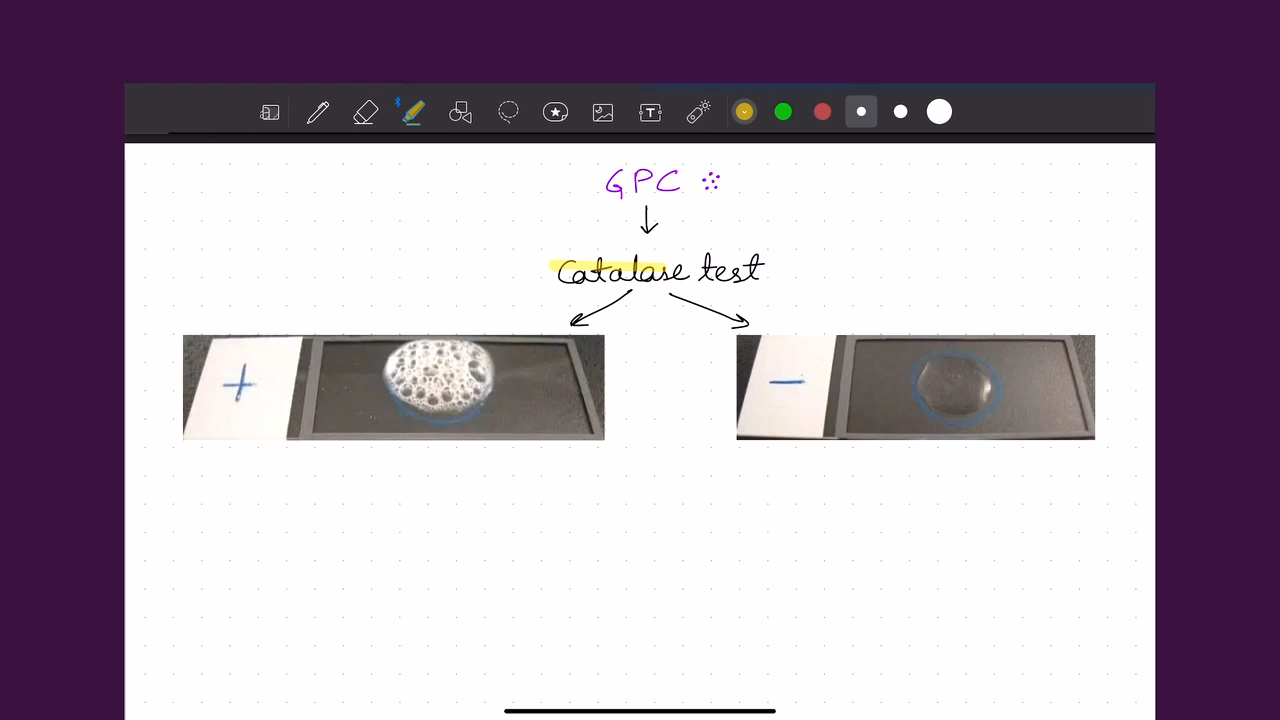 GPC
Catalase test
+ −